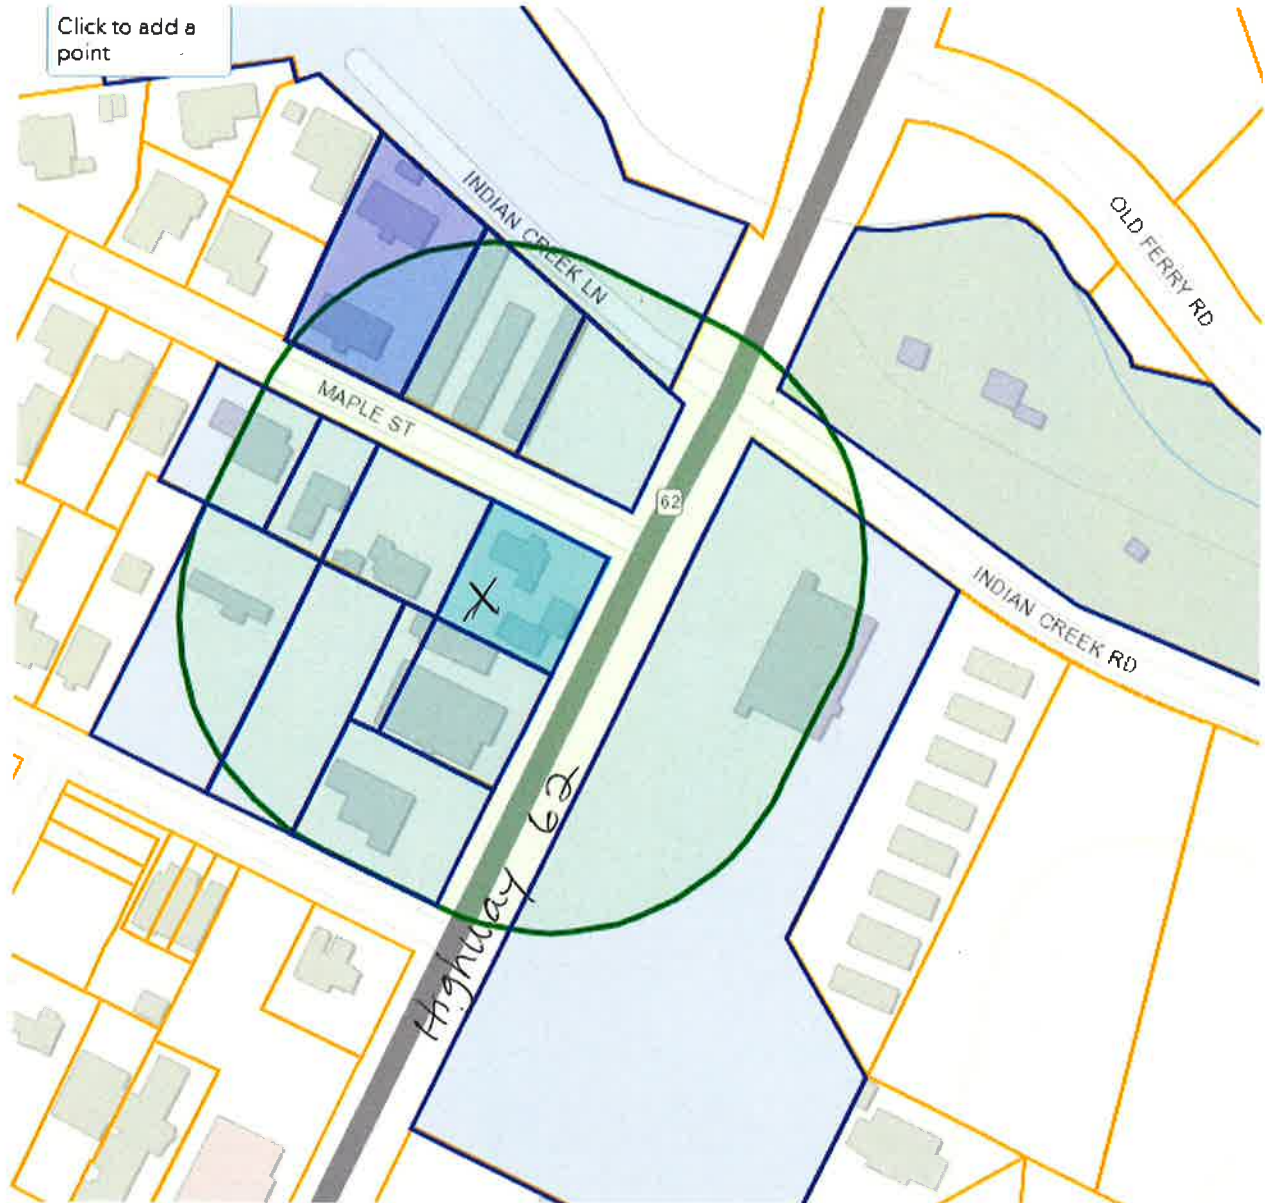 Click to add a
point
INDIAN CREEK LN
OLD FERRY RD
MAPLE ST
62
X
INDIAN CREEK RD
Highway 62